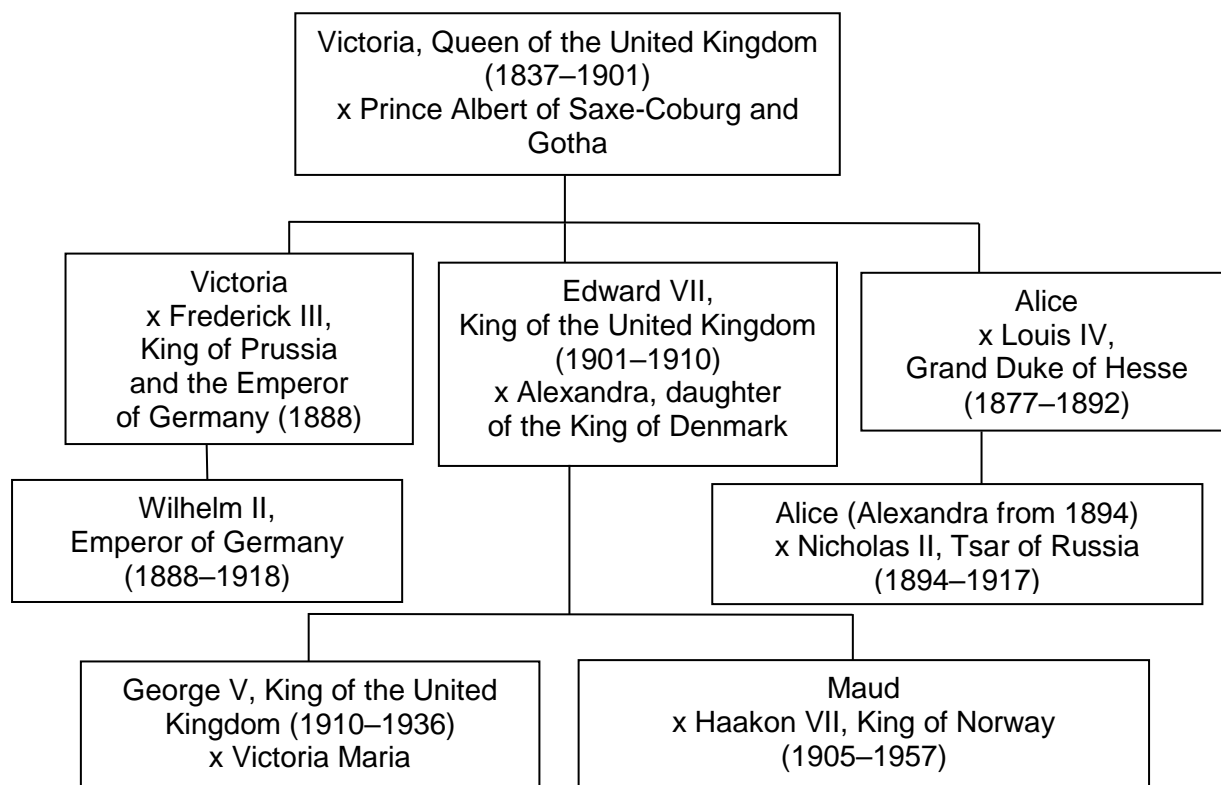 Victoria, Queen of the United Kingdom
(1837–1901)
x Prince Albert of Saxe-Coburg and
Gotha
Victoria
x Frederick III,
King of Prussia
and the Emperor
of Germany (1888)
Edward VII,
King of the United Kingdom
(1901–1910)
x Alexandra, daughter
of the King of Denmark
Alice
x Louis IV,
Grand Duke of Hesse
(1877–1892)
Wilhelm II,
Emperor of Germany
(1888–1918)
Alice (Alexandra from 1894)
x Nicholas II, Tsar of Russia
(1894–1917)
George V, King of the United
Kingdom (1910–1936)
x Victoria Maria
Maud
x Haakon VII, King of Norway
(1905–1957)